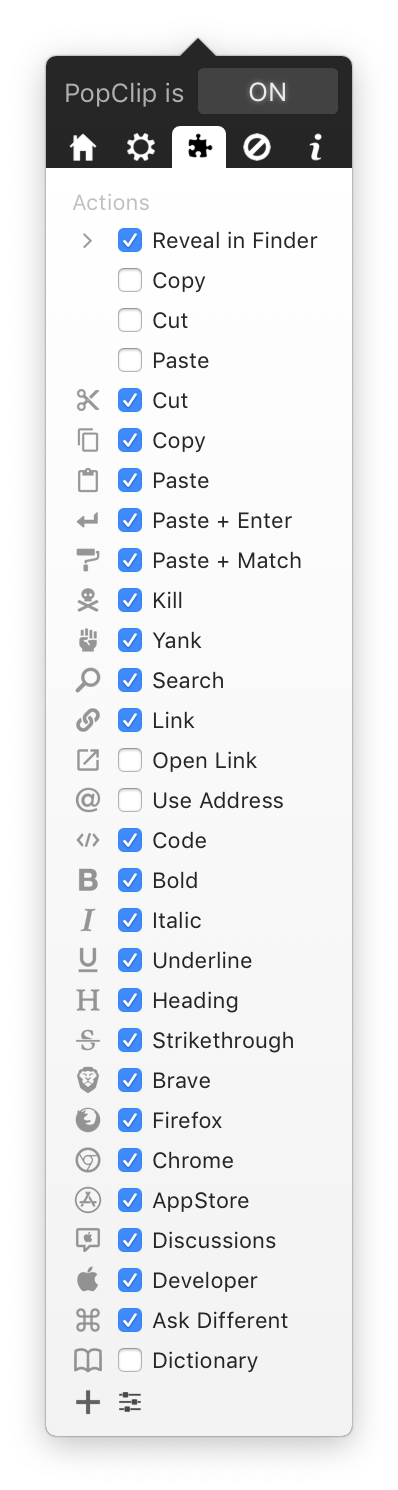 PopClip is ON
Actions
Reveal in Finder
Copy
Cut
Paste
Cut
Copy
Paste
Paste + Enter
Paste + Match
Kill
Yank
Search
Link
Open Link
@ Use Address
</> Code
B Bold
I Italic
U Underline
H Heading
S Strikethrough
Brave
Firefox
Chrome
AppStore
Discussions
Developer
⌘ Ask Different
Dictionary